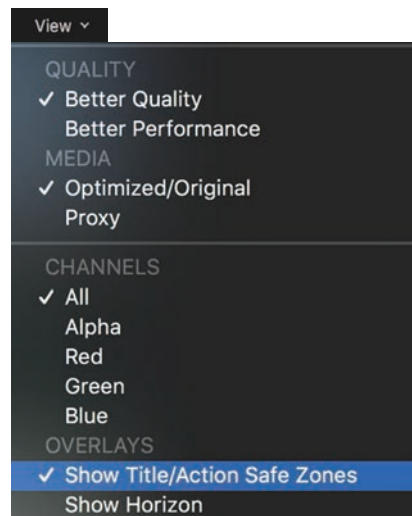 View
QUALITY
✓ Better Quality
Better Performance
MEDIA
✓ Optimized/Original
Proxy
CHANNELS
✓ All
Alpha
Red
Green
Blue
OVERLAYS
✓ Show Title/Action Safe Zones
Show Horizon